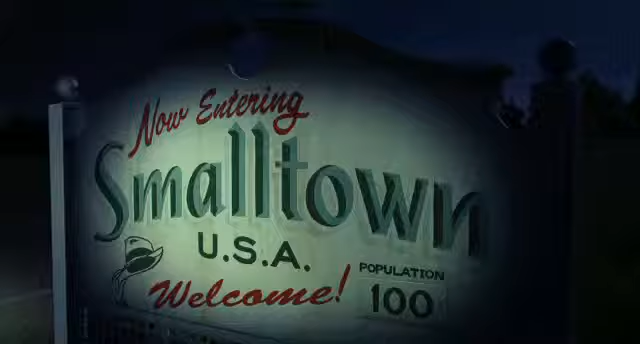 Now Entering
Smalltown
U.S.A.
Welcome!
POPULATION
100